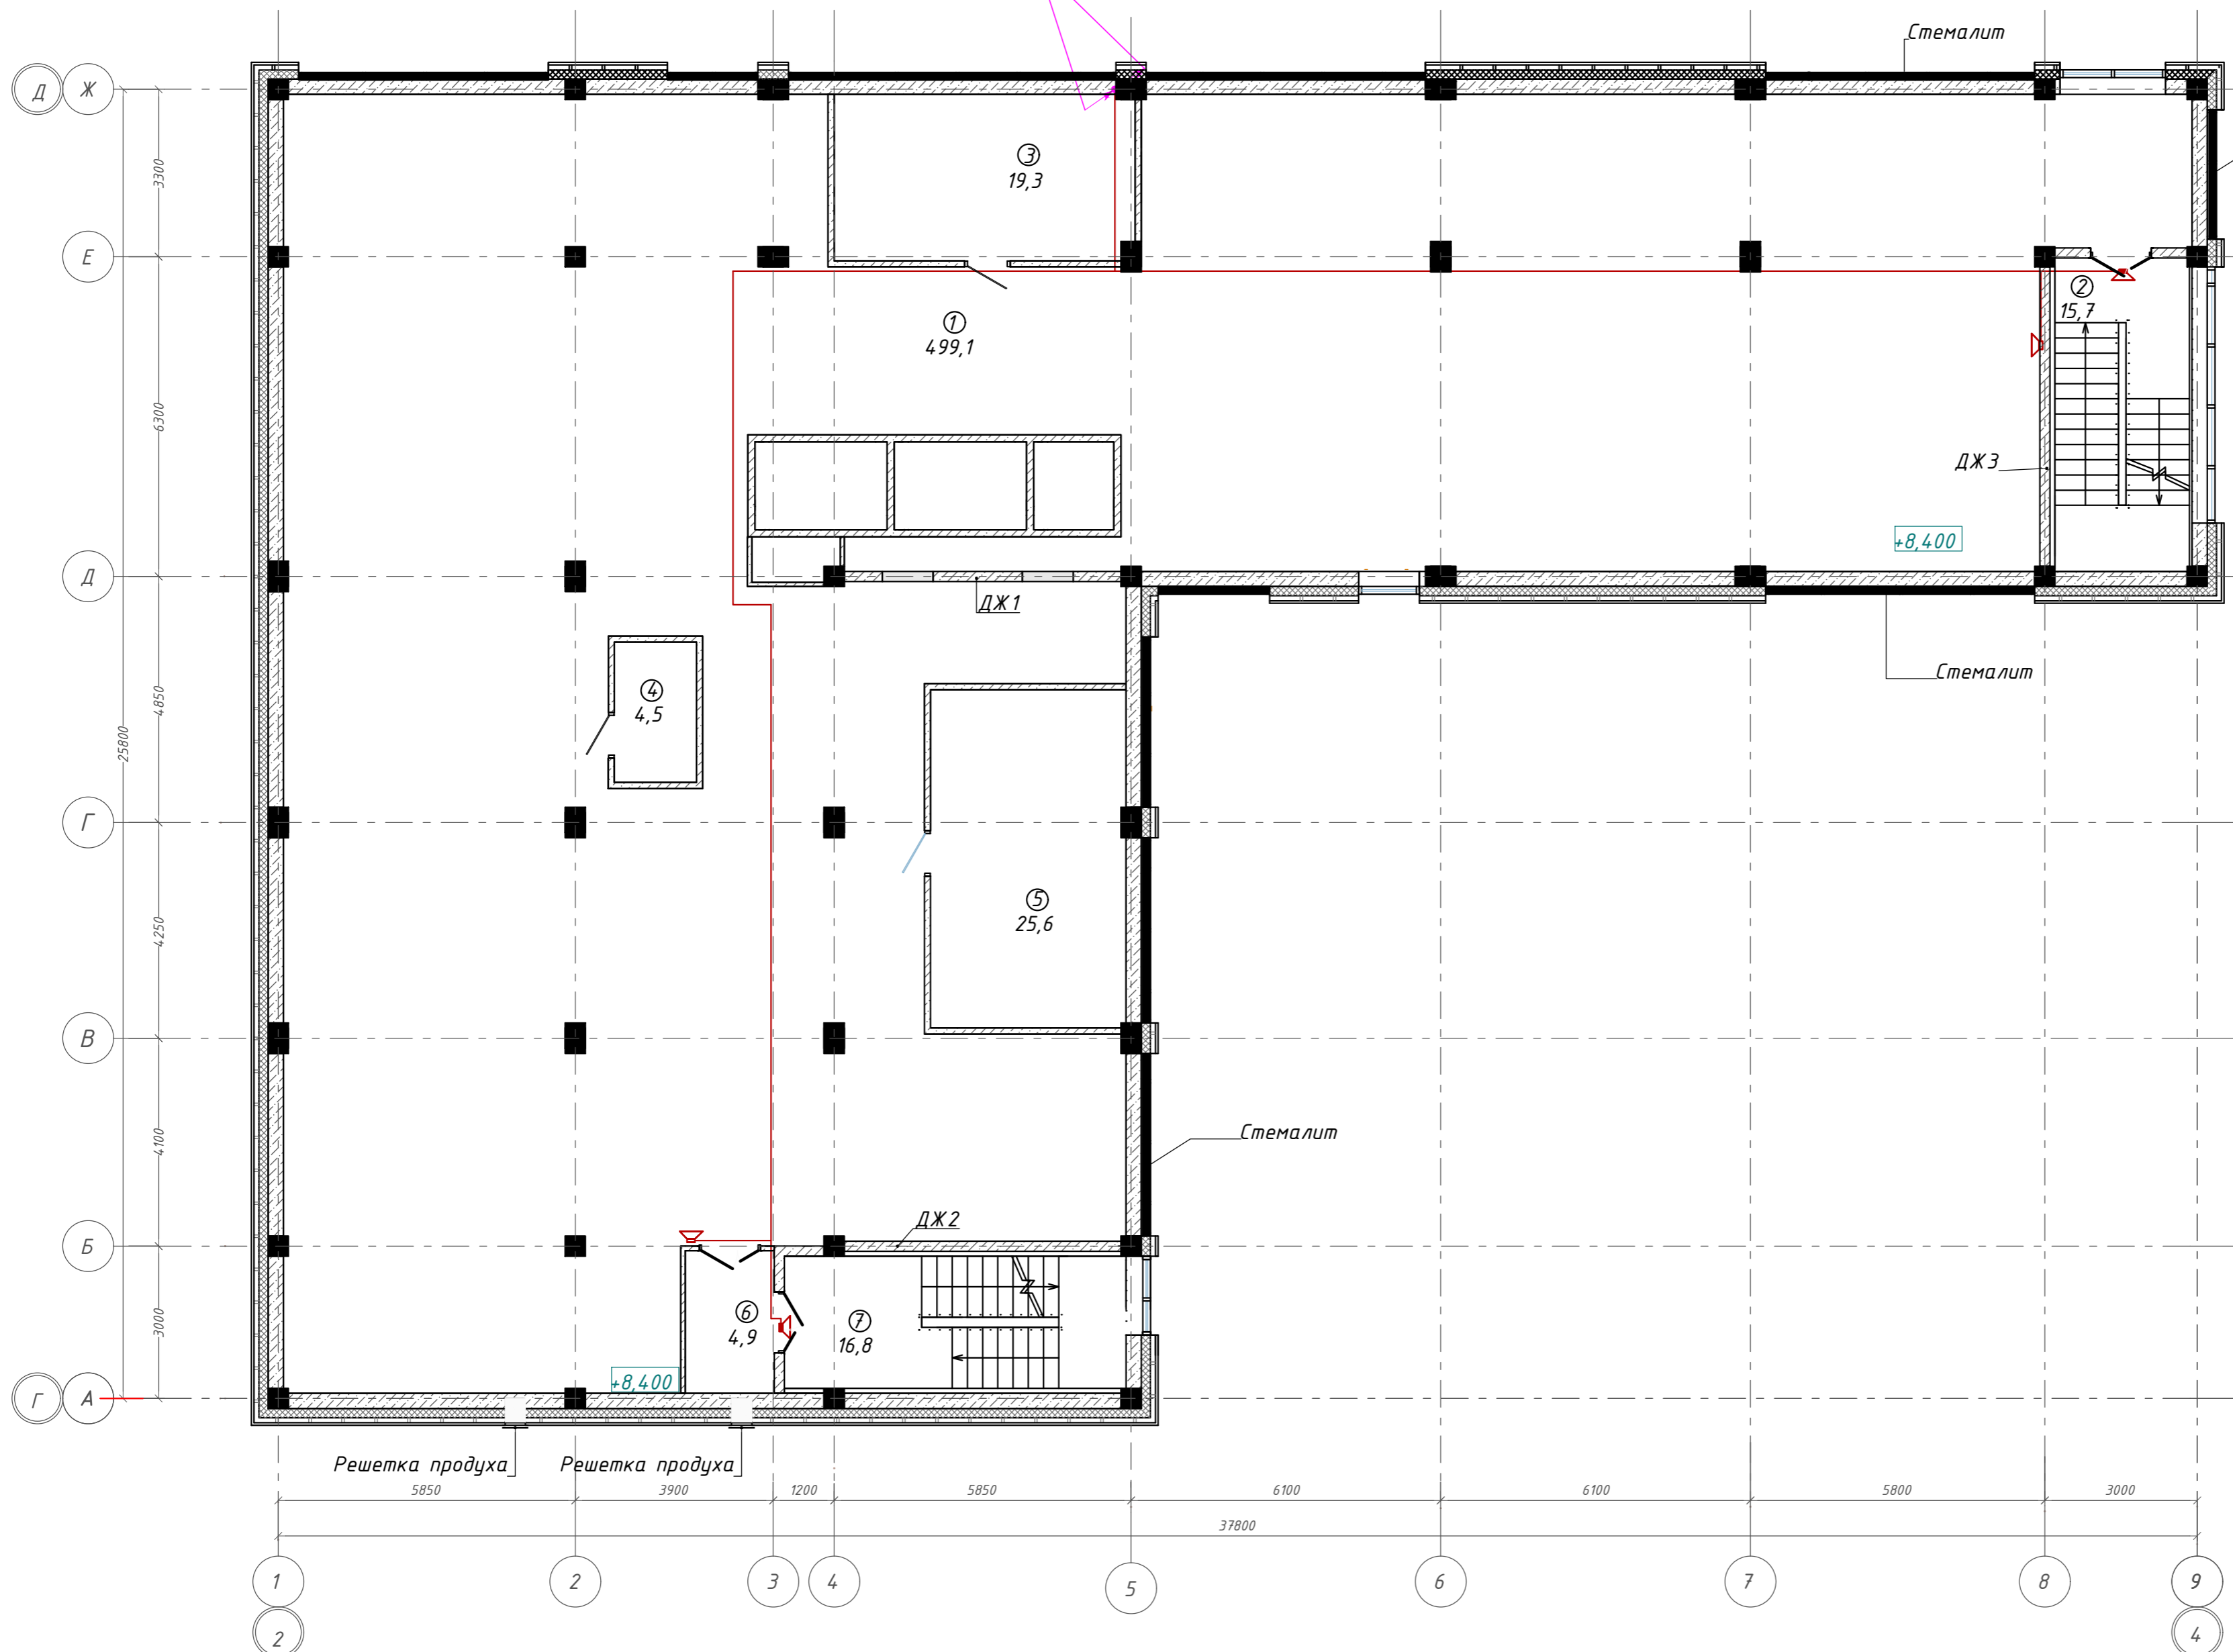 Стемалит
Д
Ж
3300
3
19,3
Е
2
15,7
1
499,1
6300
ДЖ3
+8,400
Д
ДЖ1
Стемалит
4
4,5
4850
25800
Г
5
25,6
4250
В
Стемалит
4100
ДЖ2
Б
6
4,9
7
16,8
3000
+8,400
Г
А
Решетка продуха
Решетка продуха
5850
3900
1200
5850
6100
6100
5800
3000
37800
1
2
3
4
5
6
7
8
9
2
4